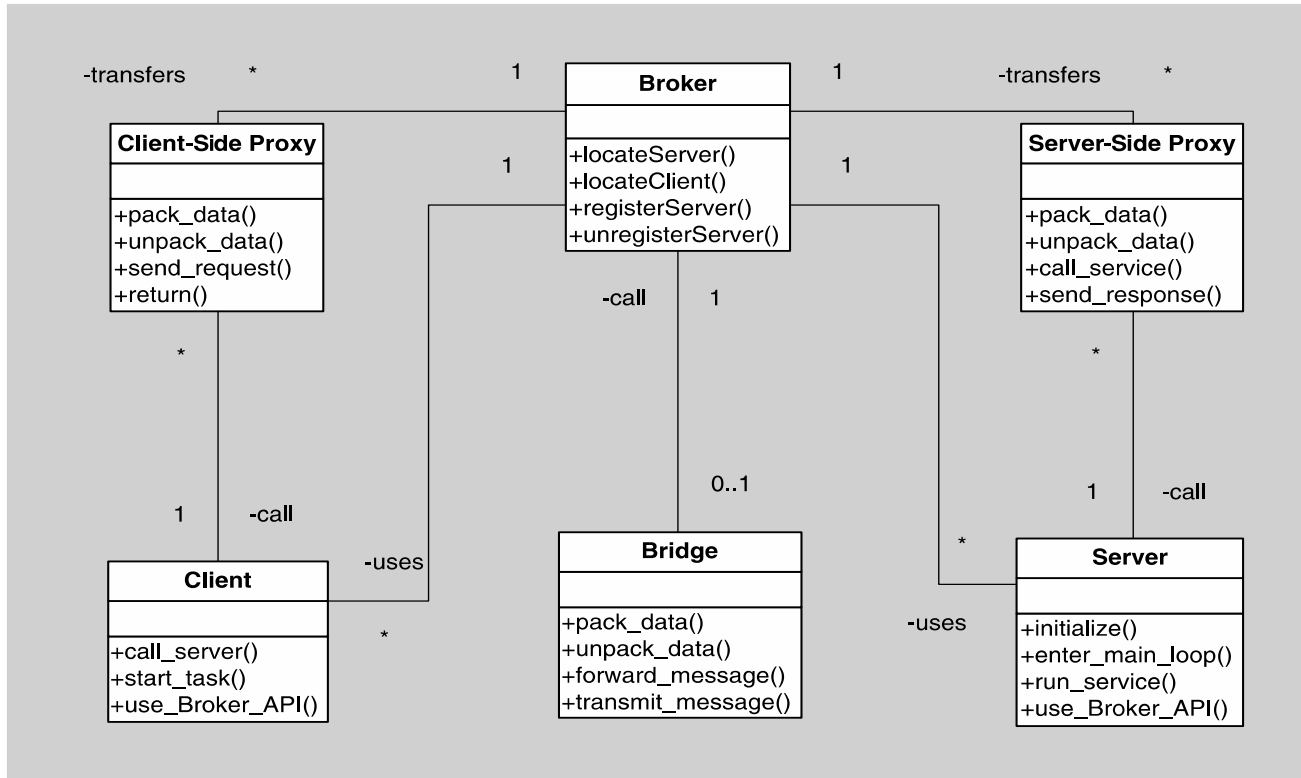 -transfers * 1
Broker
1 -transfers *
Client-Side Proxy
+pack_data()
+unpack_data()
+send_request()
+return()
1
+locateServer()
+locateClient()
+registerServer()
+unregisterServer()
1
Server-Side Proxy
+pack_data()
+unpack_data()
+call_service()
+send_response()
-call 1
*
*
0..1
1 -call
1 -call
Client
+call_server()
+start_task()
+use_Broker_API()
-uses
*
Bridge
+pack_data()
+unpack_data()
+forward_message()
+transmit_message()
*
-uses
Server
+initialize()
+enter_main_loop()
+run_service()
+use_Broker_API()